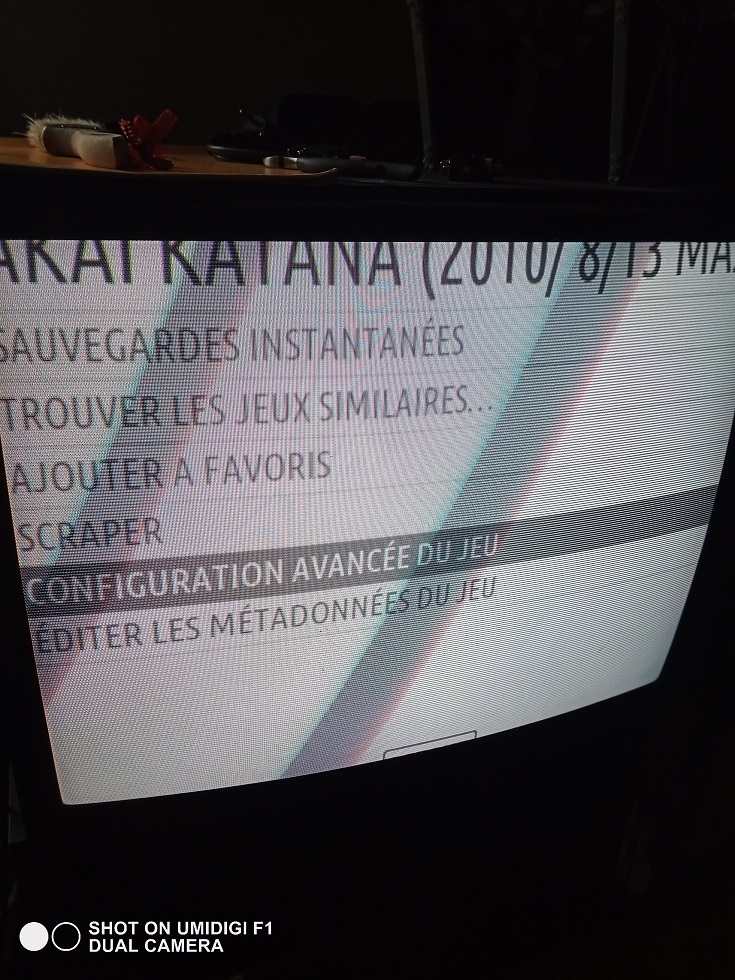 AKAI KATANA (2010/ 8/13 MA
SAUVEGARDES INSTANTANÉES
TROUVER LES JEUX SIMILAIRES...
AJOUTER A FAVORIS
SCRAPER
CONFIGURATION AVANCÉE DU JEU
ÉDITER LES MÉTADONNÉES DU JEU
SHOT ON UMIDIGI F1
DUAL CAMERA